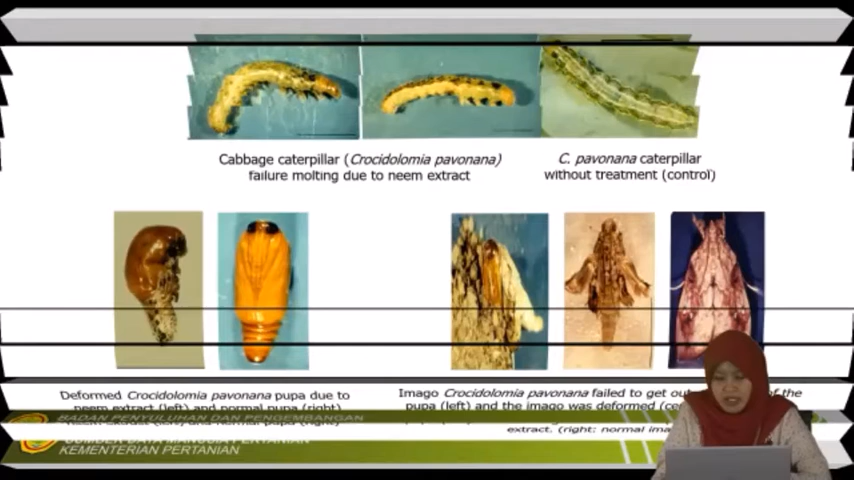 Cabbage caterpillar (Crocidolomia pavonana)
failure molting due to neem extract
C. pavonana caterpillar
without treatment (control)
Deformed Crocidolomia pavonana pupa due to
neem extract (left) and normal pupa (right)
Imago Crocidolomia pavonana failed to get of the
pupa (left) and the imago was deformed
extract. (right: normal
BADAN PENYULUHAN DAN PENGEMBANGAN
SUMBER DAYA MANUSIA PERTANIAN
KEMENTERIAN PERTANIAN